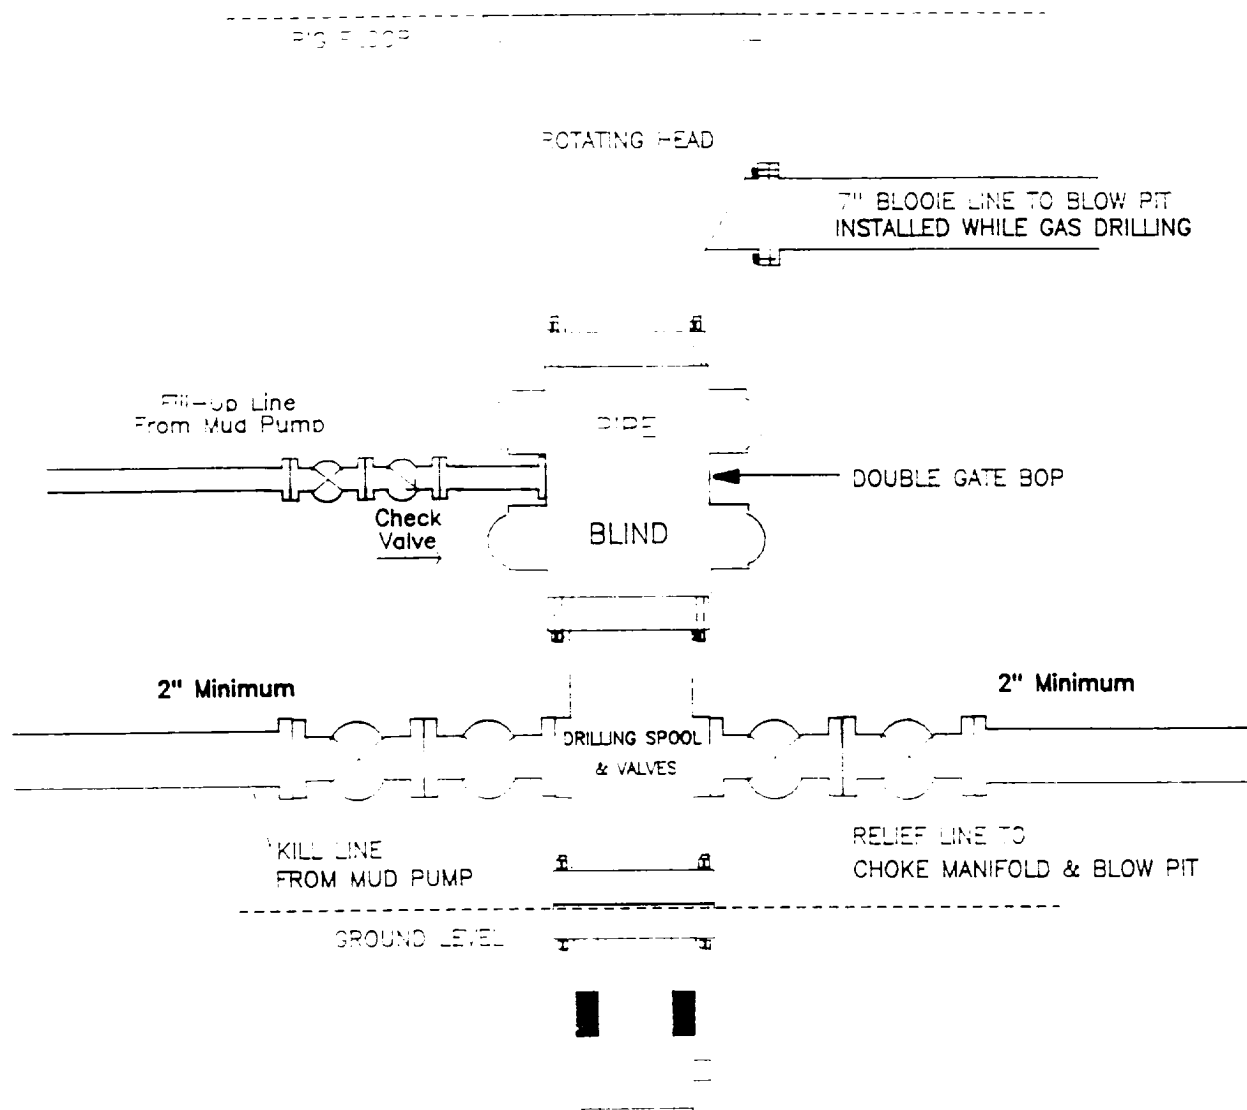 RIG FLOOR
ROTATING HEAD
7" BLOOIE LINE TO BLOW PIT
INSTALLED WHILE GAS DRILLING
Fill-Up Line
From Mud Pump
PIPE
DOUBLE GATE BOP
Check
Valve
BLIND
2" Minimum
2" Minimum
DRILLING SPOOL
& VALVES
KILL LINE
FROM MUD PUMP
RELIEF LINE TO
CHOKE MANIFOLD & BLOW PIT
GROUND LEVEL